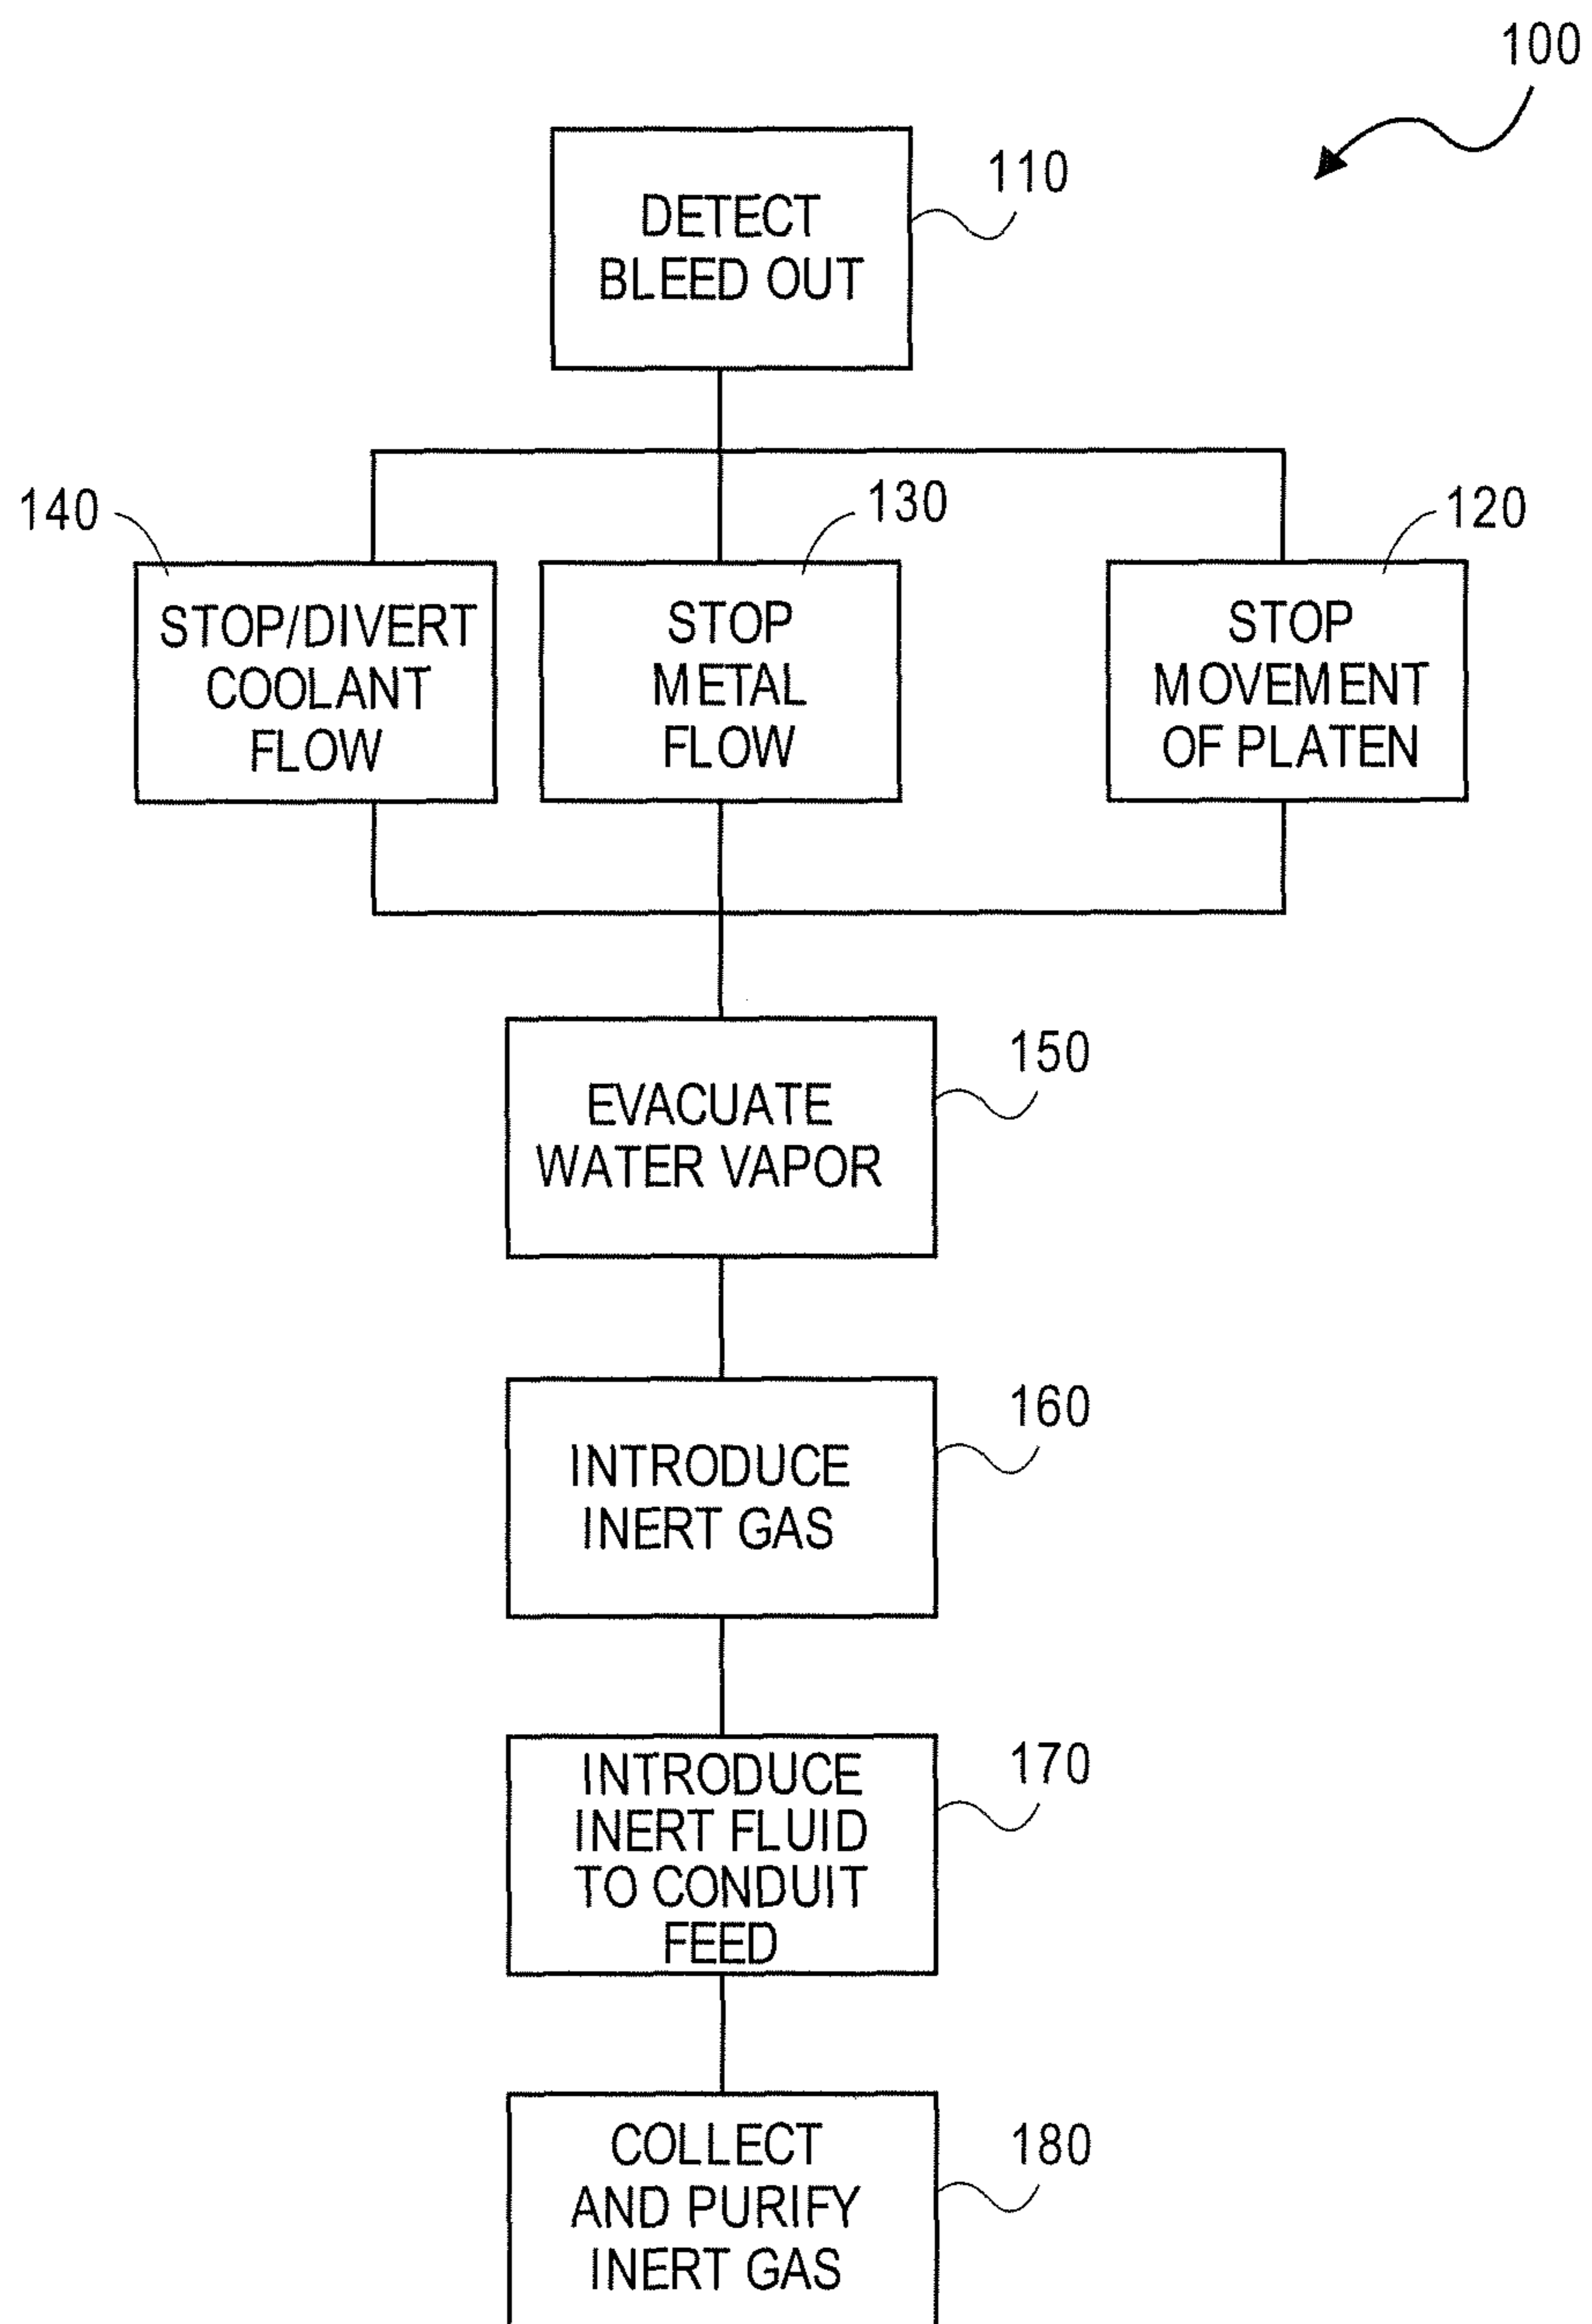 100
110
DETECT
BLEED OUT
140
130
120
STOP/DIVERT
COOLANT
FLOW
STOP
METAL
FLOW
STOP
MOVEMENT
OF PLATEN
150
EVACUATE
WATER VAPOR
160
INTRODUCE
INERT GAS
170
INTRODUCE
INERT FLUID
TO CONDUIT
FEED
180
COLLECT
AND PURIFY
INERT GAS